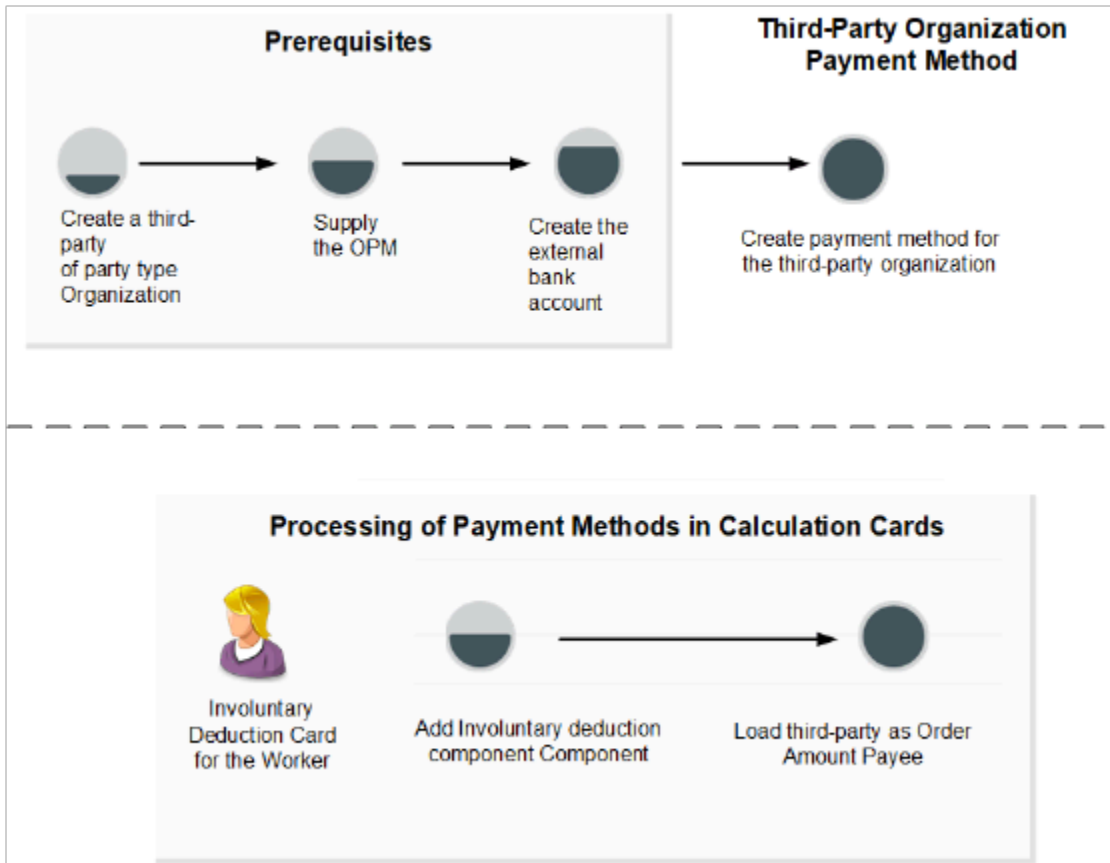 Prerequisites
Third-Party Organization
Payment Method
Create a third-
party
of party type
Organization
Supply
the OPM
Create the
external
bank
account
Create payment method for
the third-party organization
Processing of Payment Methods in Calculation Cards
Involuntary
Deduction Card
for the Worker
Add Involuntary deduction
component Component
Load third-party as Order
Amount Payee